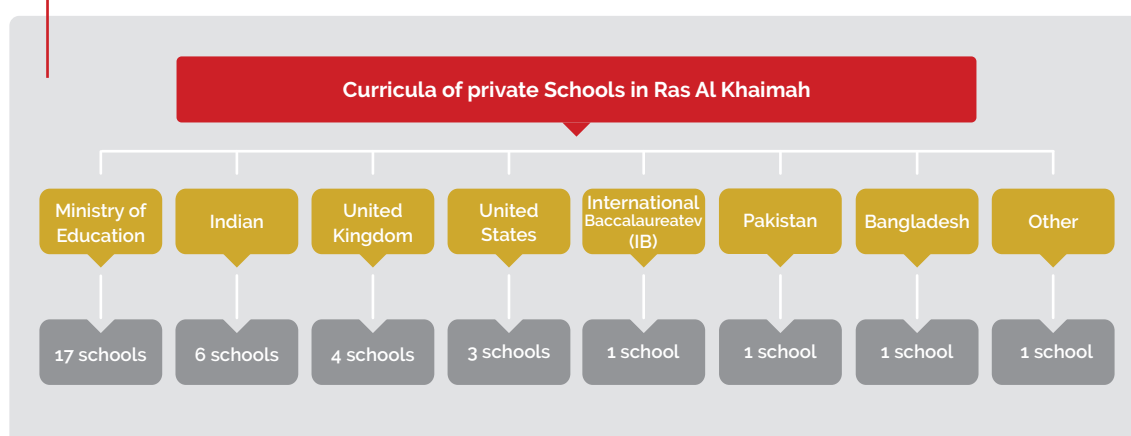 Curricula of private Schools in Ras Al Khaimah
Ministry of
Education
Indian
United
Kingdom
United
States
International
Baccalaureatev
(IB)
Pakistan
Bangladesh
Other
17 schools
6 schools
4 schools
3 schools
1 school
1 school
1 school
1 school